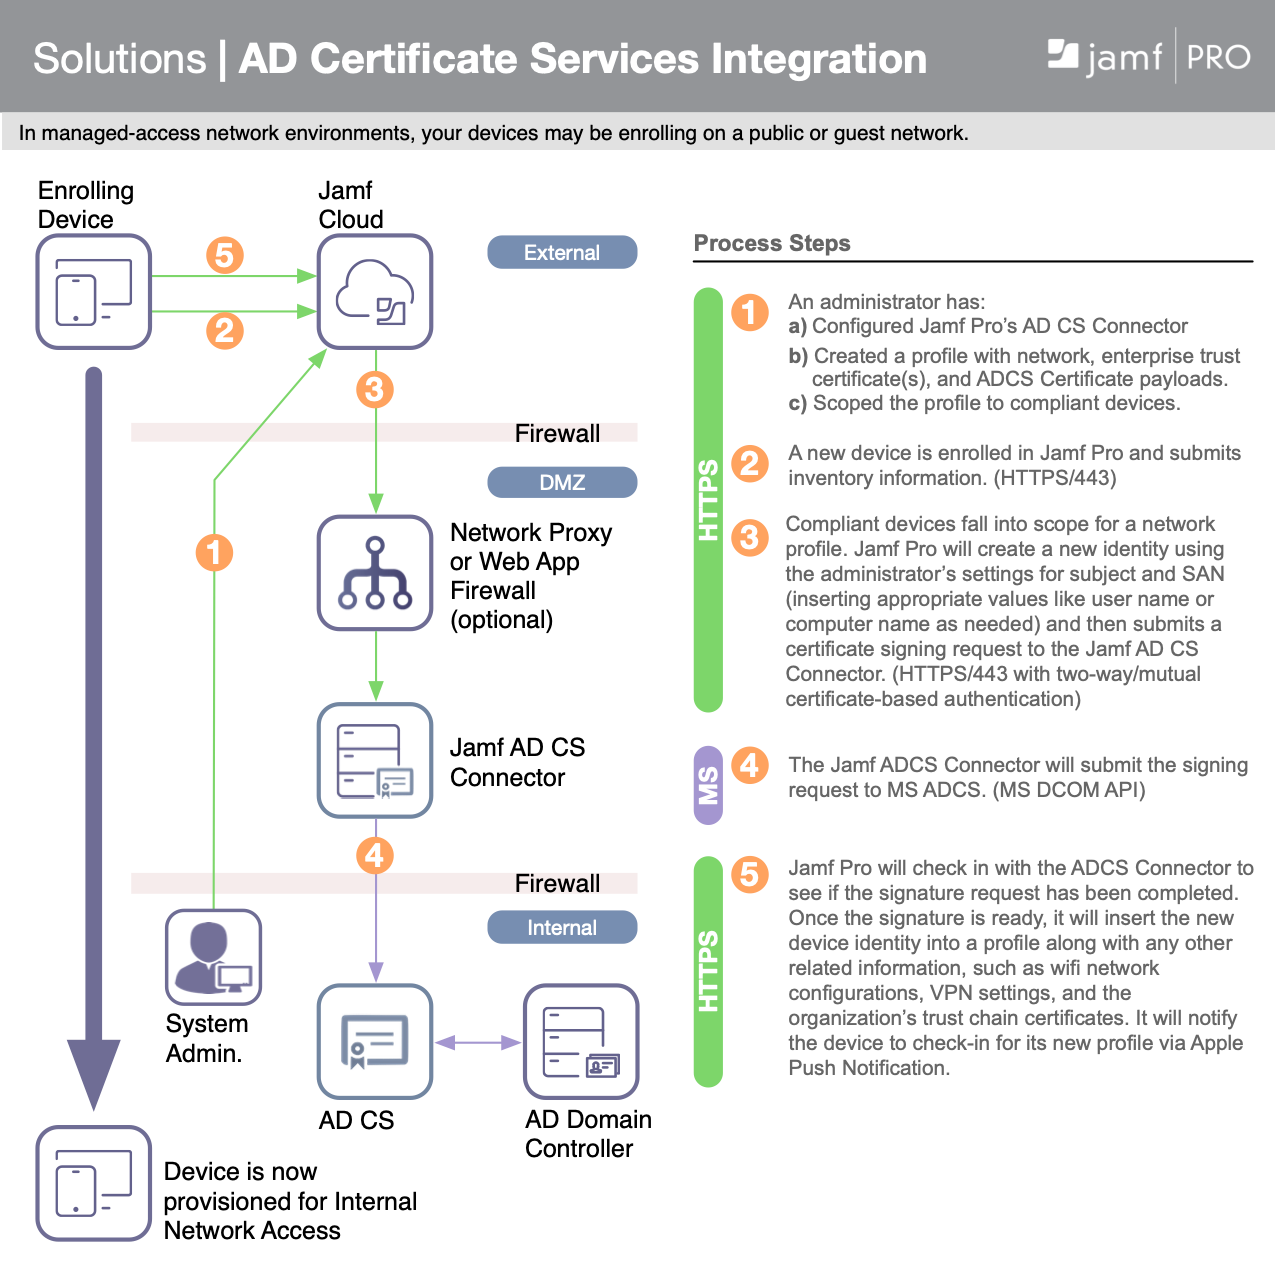 Solutions | AD Certificate Services Integration
jamf | PRO
In managed-access network environments, your devices may be enrolling on a public or guest network.
Enrolling
Device
Jamf
Cloud
External
5
2
3
Firewall
DMZ
Network Proxy
or Web App
Firewall
(optional)
1
Jamf AD CS
Connector
4
Firewall
Internal
System
Admin.
AD CS
AD Domain
Controller
Device is now
provisioned for Internal
Network Access
Process Steps
HTTPS
1
An administrator has:
a) Configured Jamf Pro’s AD CS Connector
b) Created a profile with network, enterprise trust
certificate(s), and ADCS Certificate payloads.
c) Scoped the profile to compliant devices.
2
A new device is enrolled in Jamf Pro and submits
inventory information. (HTTPS/443)
3
Compliant devices fall into scope for a network
profile. Jamf Pro will create a new identity using
the administrator’s settings for subject and SAN
(inserting appropriate values like user name or
computer name as needed) and then submits a
certificate signing request to the Jamf AD CS
Connector. (HTTPS/443 with two-way/mutual
certificate-based authentication)
MS
4
The Jamf ADCS Connector will submit the signing
request to MS ADCS. (MS DCOM API)
HTTPS
5
Jamf Pro will check in with the ADCS Connector to
see if the signature request has been completed.
Once the signature is ready, it will insert the new
device identity into a profile along with any other
related information, such as wifi network
configurations, VPN settings, and the
organization’s trust chain certificates. It will notify
the device to check-in for its new profile via Apple
Push Notification.